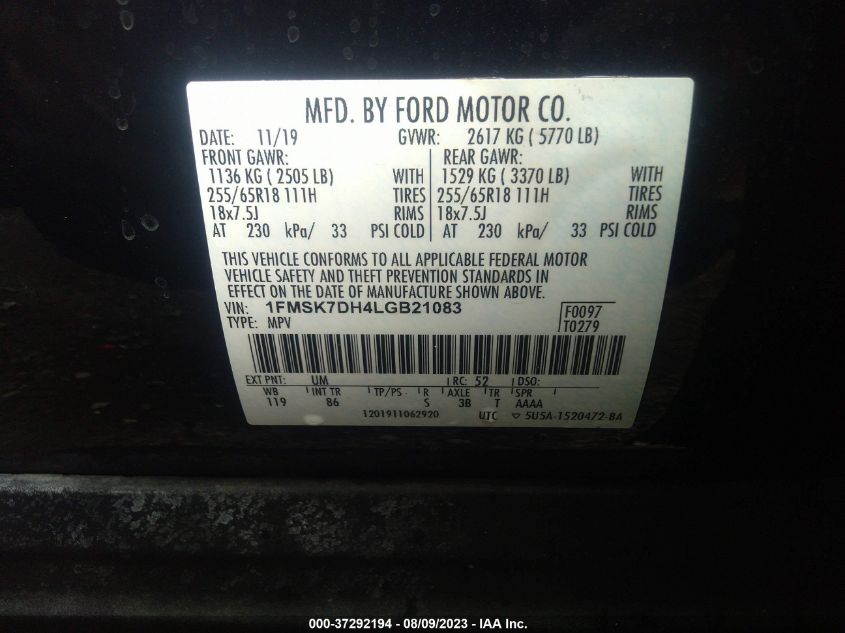 MFD. BY FORD MOTOR CO.
DATE: 11/19 GVWR: 2617 KG ( 5770 LB)
FRONT GAWR: REAR GAWR:
1136 KG ( 2505 LB) WITH 1529 KG ( 3370 LB) WITH
255/65R18 111H TIRES 255/65R18 111H TIRES
18x7.5J RIMS 18x7.5J RIMS
AT 230 kPa/ 33 PSI COLD AT 230 kPa/ 33 PSI COLD
THIS VEHICLE CONFORMS TO ALL APPLICABLE FEDERAL MOTOR
VEHICLE SAFETY AND THEFT PREVENTION STANDARDS IN
EFFECT ON THE DATE OF MANUFACTURE SHOWN ABOVE.
VIN: 1FMSK7DH4LGB21083 F0097
TYPE: MPV T0279
EXT PNT: UM RC: 52 DSO:
WB INT TR TP/PS R AXLE TR SPR
119 86 S 3B T AAAA
1201911062920 UTC ▽ 5U5A-1520472-BA
000-37292194 - 08/09/2023 - IAA Inc.